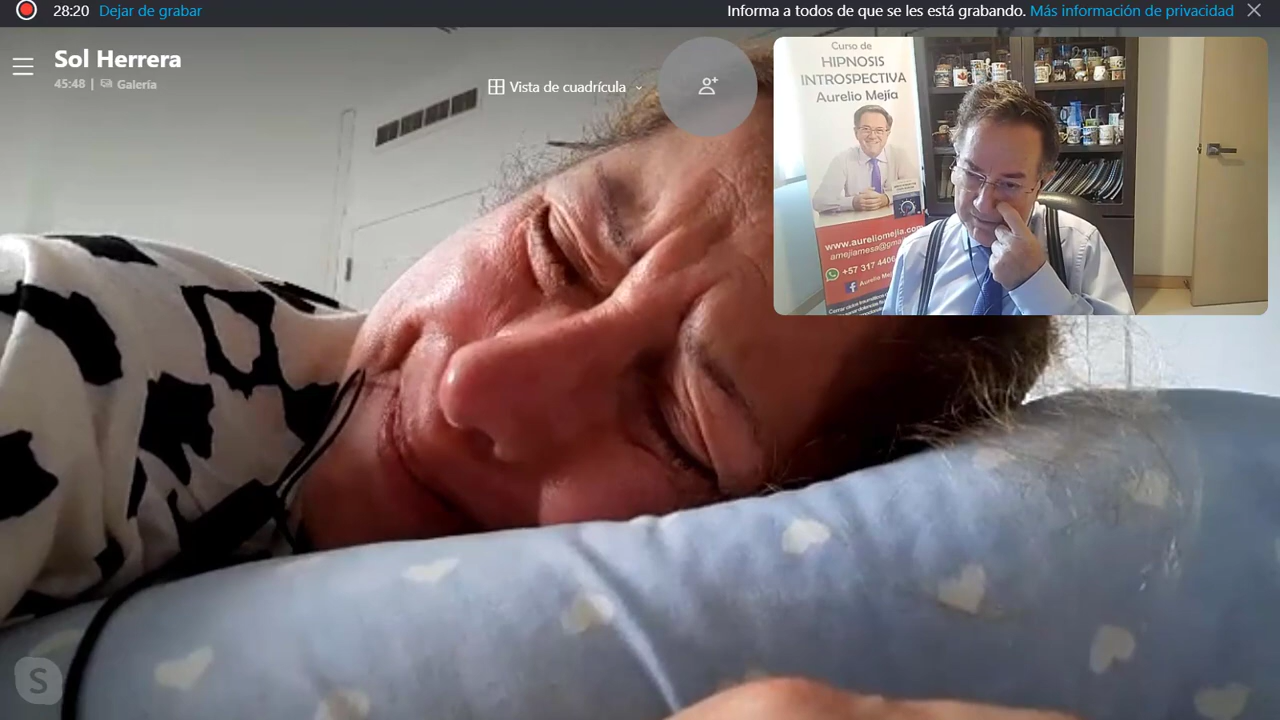 28:20 Dejar de grabar
Informa a todos de que se les está grabando. Más información de privacidad
Sol Herrera
45:48 | Galería
Vista de cuadrícula
Curso de
HIPNOSIS
INTROSPECTIVA
Aurelio Mejía
www.aureliomejia.com
amejiamesa@gma
+57 317 4406
Aurelio Mej
S